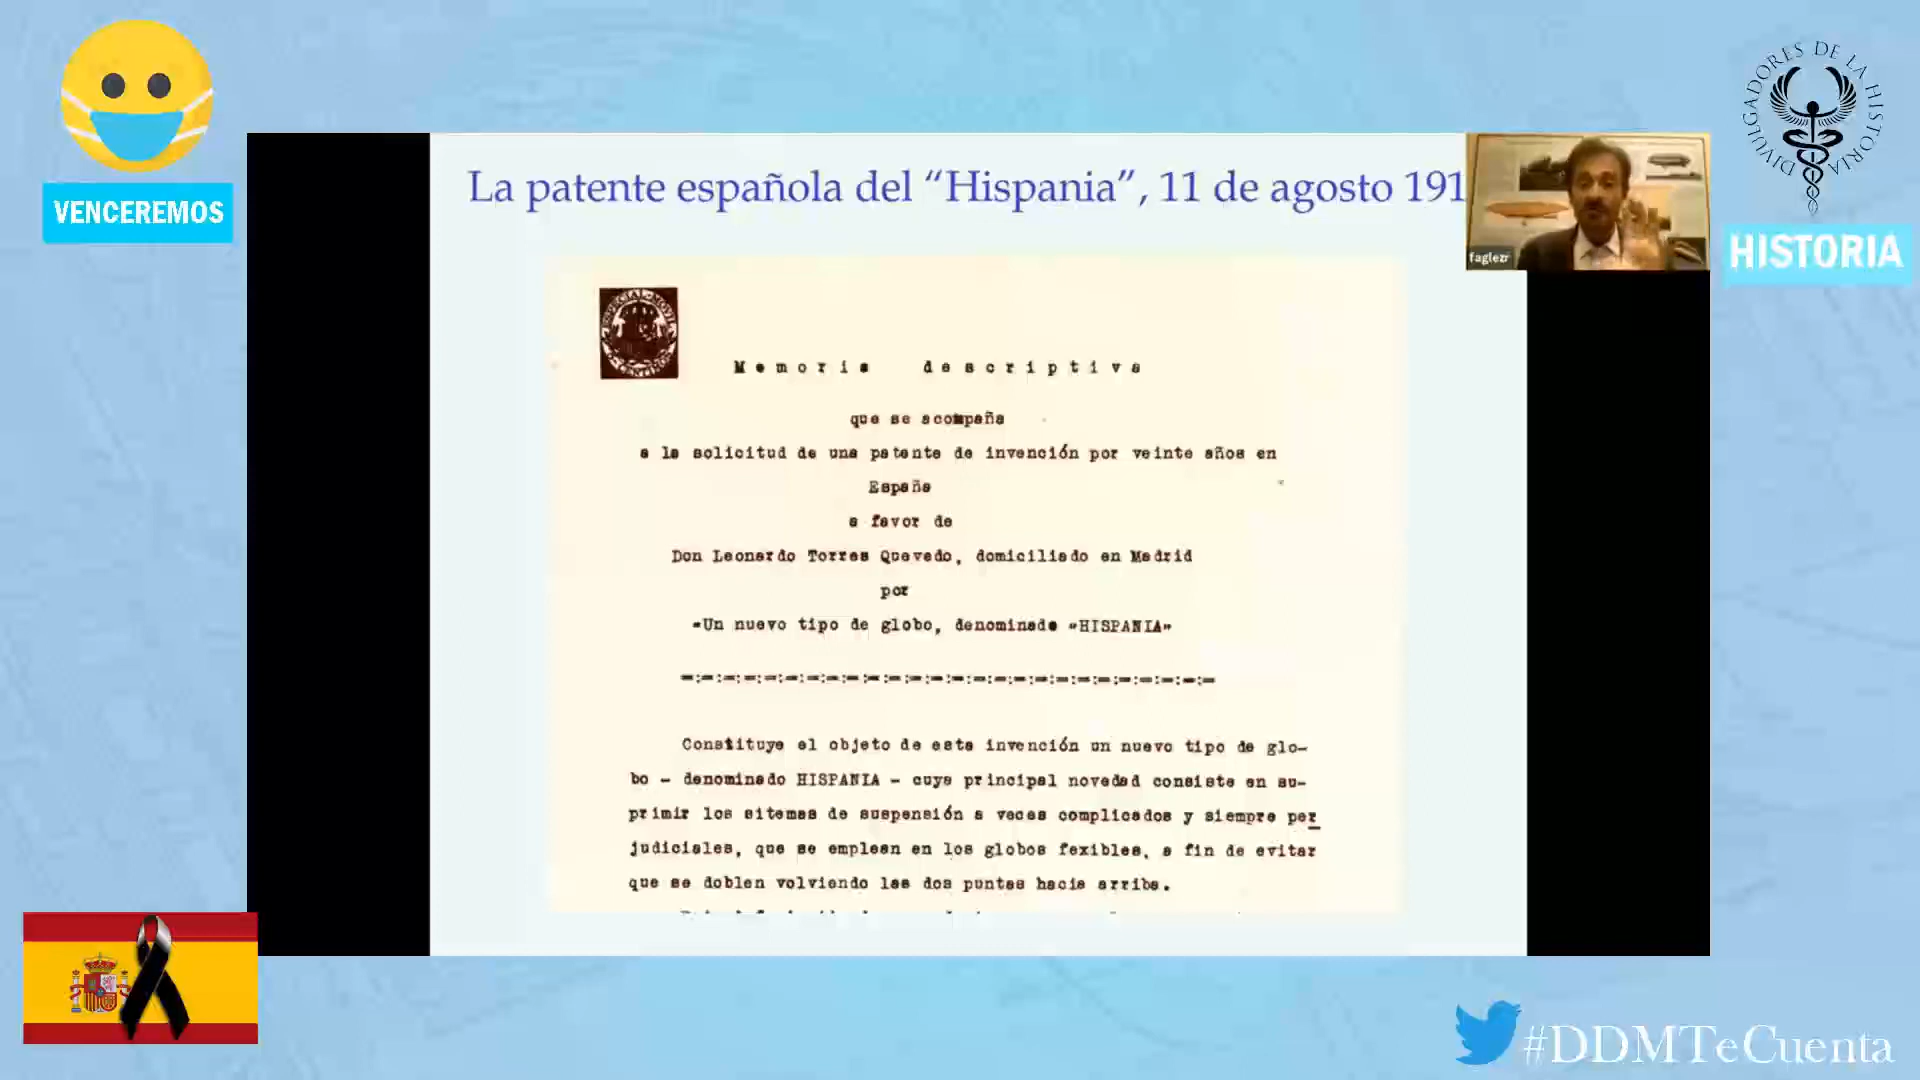 VENCEREMOS
DIVULGADORES DE LA HISTORIA
HISTORIA
La patente española del “Hispania”, 11 de agosto 191
faglezr
ESPECIAL MOVIL
CENTIMOS
Memoria descriptiva
que se acompaña
a la solicitud de una patente de invención por veinte años en
España
a favor de
Don Leonardo Torres Quevedo, domiciliado en Madrid
por
"Un nuevo tipo de globo, denominado "HISPANIA"
=:=:=:=:=:=:=:=:=:=:=:=:=:=:=:=:=:=:=:=:=:=:=:=:=:=
Constituye el objeto de esta invención un nuevo tipo de glo-
bo - denominado HISPANIA - cuya principal novedad consiste en su-
primir los sitemas de suspensión a veces complicados y siempre per
judiciales, que se emplean en los globos fexibles, a fin de evitar
que se doblen volviendo las dos puntas hacia arriba.
#DDMTeCuenta